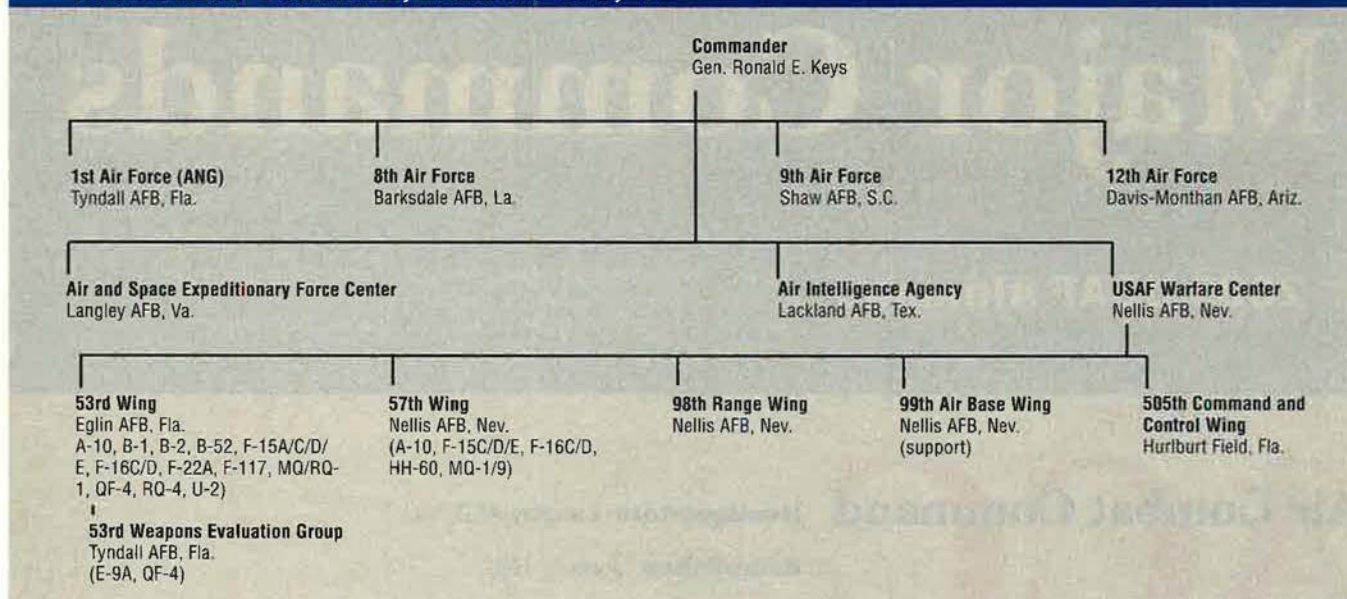 Commander
Gen. Ronald E. Keys
1st Air Force (ANG)
Tyndall AFB, Fla.
8th Air Force
Barksdale AFB, La.
9th Air Force
Shaw AFB, S.C.
12th Air Force
Davis-Monthan AFB, Ariz.
Air and Space Expeditionary Force Center
Langley AFB, Va.
Air Intelligence Agency
Lackland AFB, Tex.
USAF Warfare Center
Nellis AFB, Nev.
53rd Wing
Eglin AFB, Fla.
A-10, B-1, B-2, B-52, F-15A/C/D/
E, F-16C/D, F-22A, F-117, MQ/RQ-
1, QF-4, RQ-4, U-2)
53rd Weapons Evaluation Group
Tyndall AFB, Fla.
(E-9A, QF-4)
57th Wing
Nellis AFB, Nev.
(A-10, F-15C/D/E, F-16C/D,
HH-60, MQ-1/9)
98th Range Wing
Nellis AFB, Nev.
99th Air Base Wing
Nellis AFB, Nev.
(support)
505th Command and
Control Wing
Hurlburt Field, Fla.